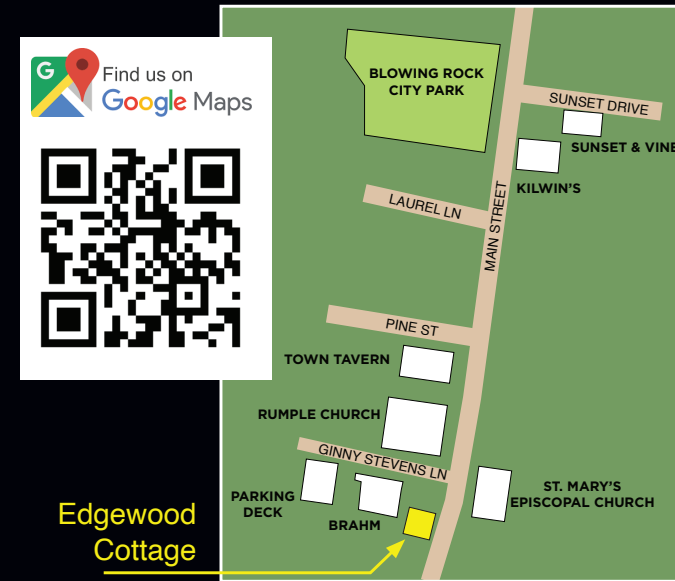 G
Find us on
Google Maps
BLOWING ROCK
CITY PARK
SUNSET DRIVE
SUNSET & VINE
KILWIN'S
LAUREL LN
MAIN STREET
PINE ST
TOWN TAVERN
RUMPLE CHURCH
GINNY STEVENS LN
PARKING
DECK
BRAHM
ST. MARY'S
EPISCOPAL CHURCH
Edgewood
Cottage